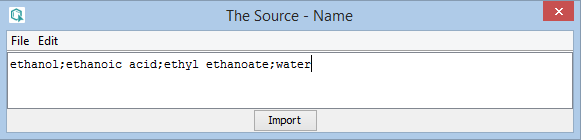 The Source - Name
File Edit
ethanol;ethanoic acid;ethyl ethanoate;water
Import